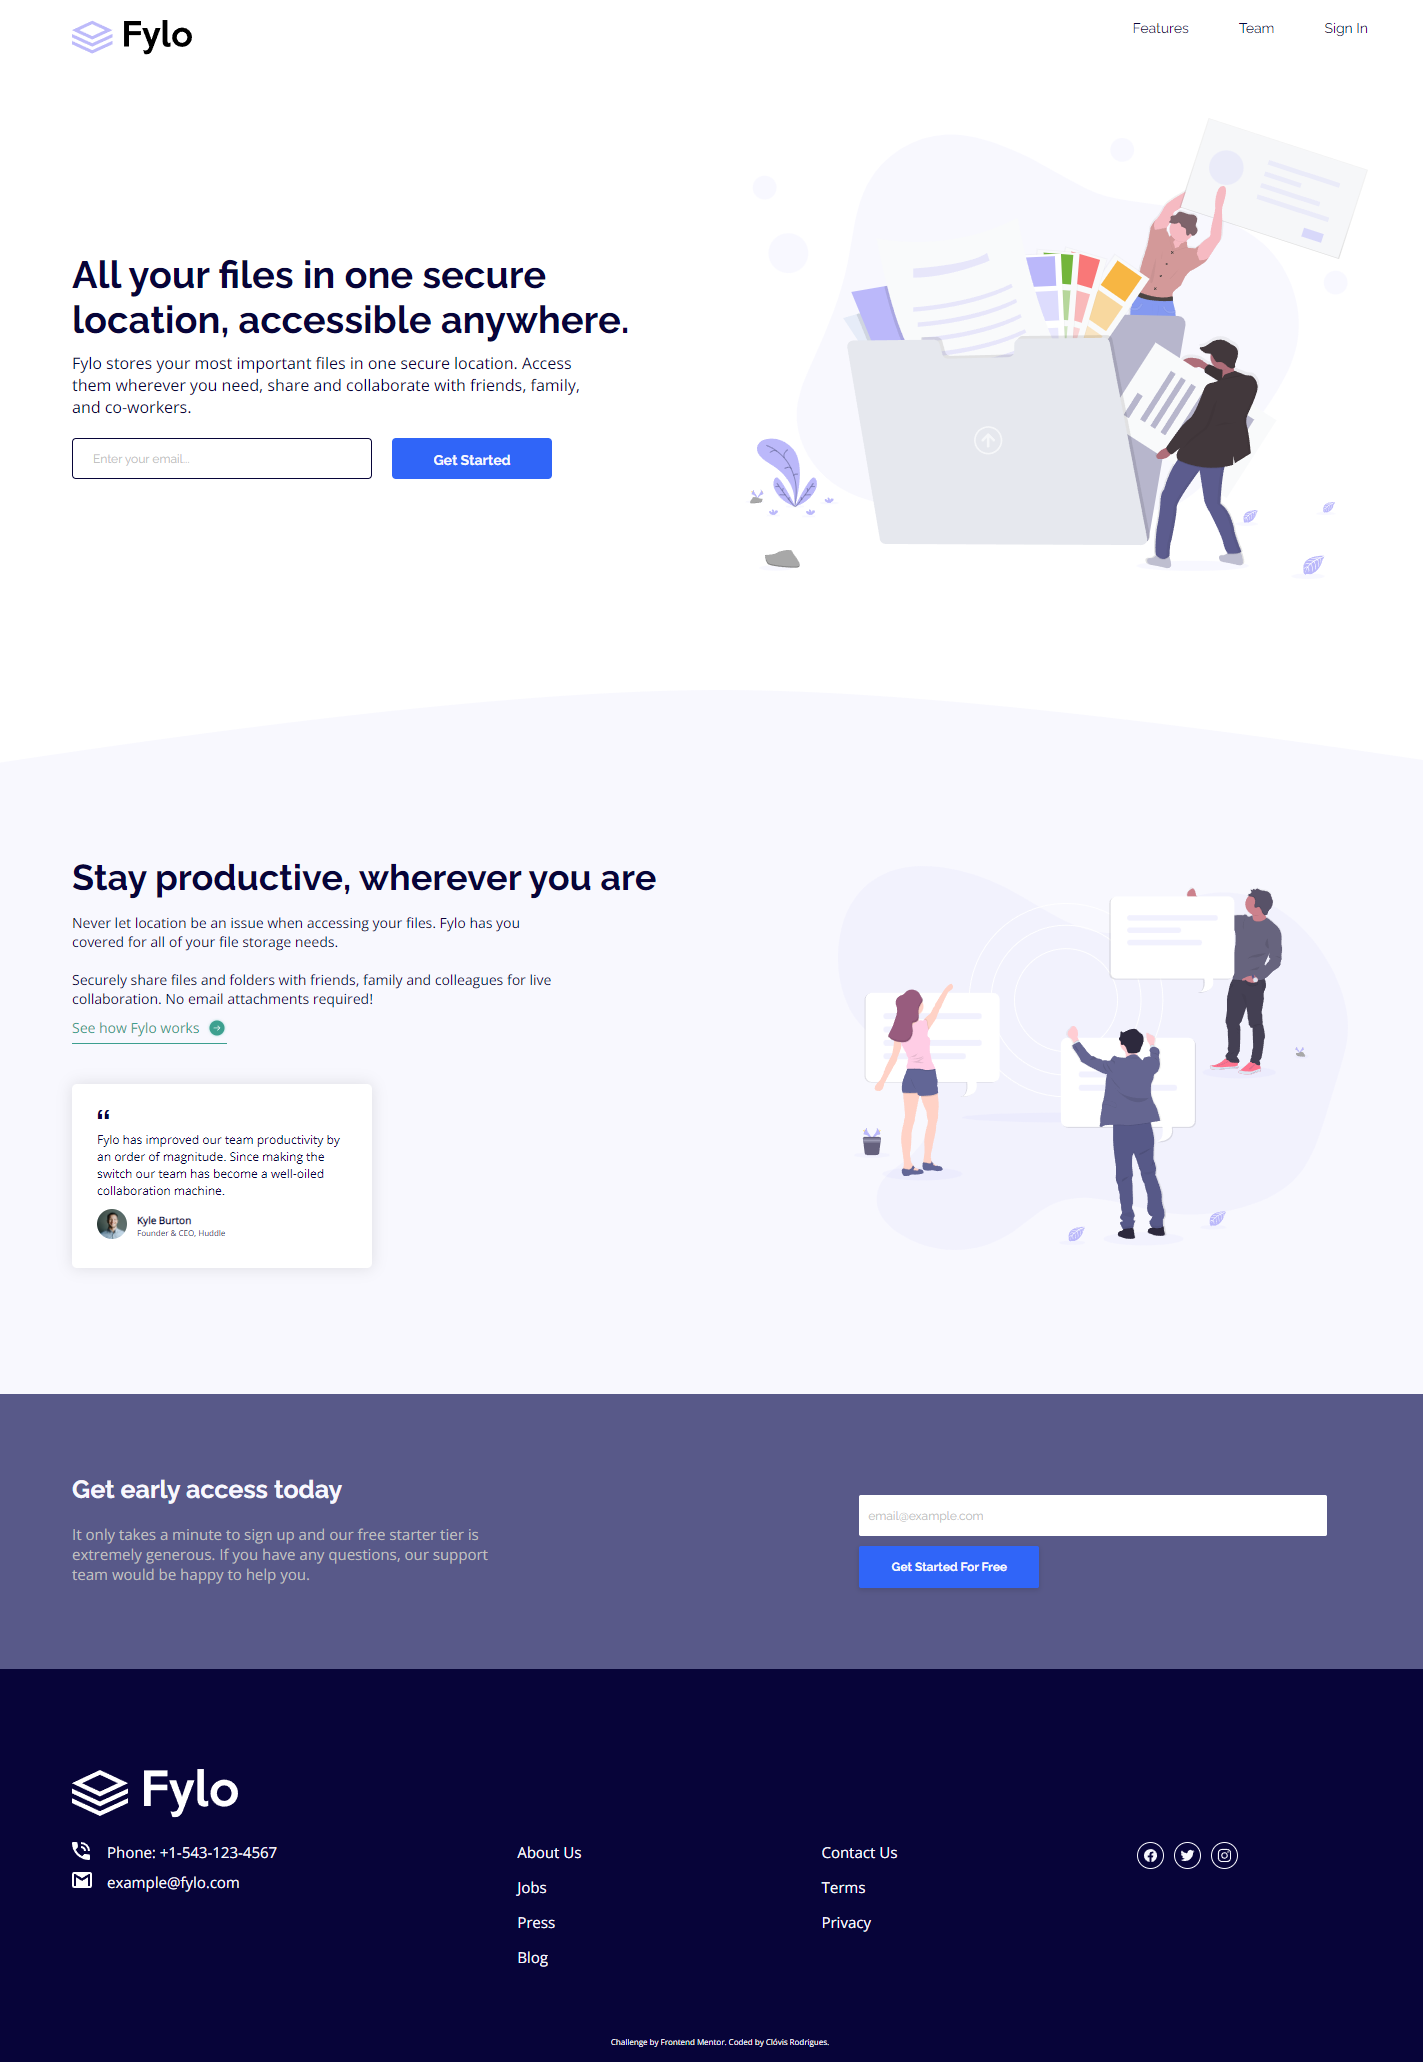 Fylo
Features
Team
Sign In
All your files in one secure
location, accessible anywhere.
Fylo stores your most important files in one secure location. Access
them wherever you need, share and collaborate with friends, family,
and co-workers.
Enter your email...
Get Started
Stay productive, wherever you are
Never let location be an issue when accessing your files. Fylo has you
covered for all of your file storage needs.
Securely share files and folders with friends, family and colleagues for live
collaboration. No email attachments required!
See how Fylo works
“
Fylo has improved our team productivity by
an order of magnitude. Since making the
switch our team has become a well-oiled
collaboration machine.
Kyle Burton
Founder & CEO, Huddle
Get early access today
It only takes a minute to sign up and our free starter tier is
extremely generous. If you have any questions, our support
team would be happy to help you.
email@example.com
Get Started For Free
Fylo
Phone: +1-543-123-4567
example@fylo.com
About Us
Jobs
Press
Blog
Contact Us
Terms
Privacy
Challenge by Frontend Mentor. Coded by Clóvis Rodrigues.